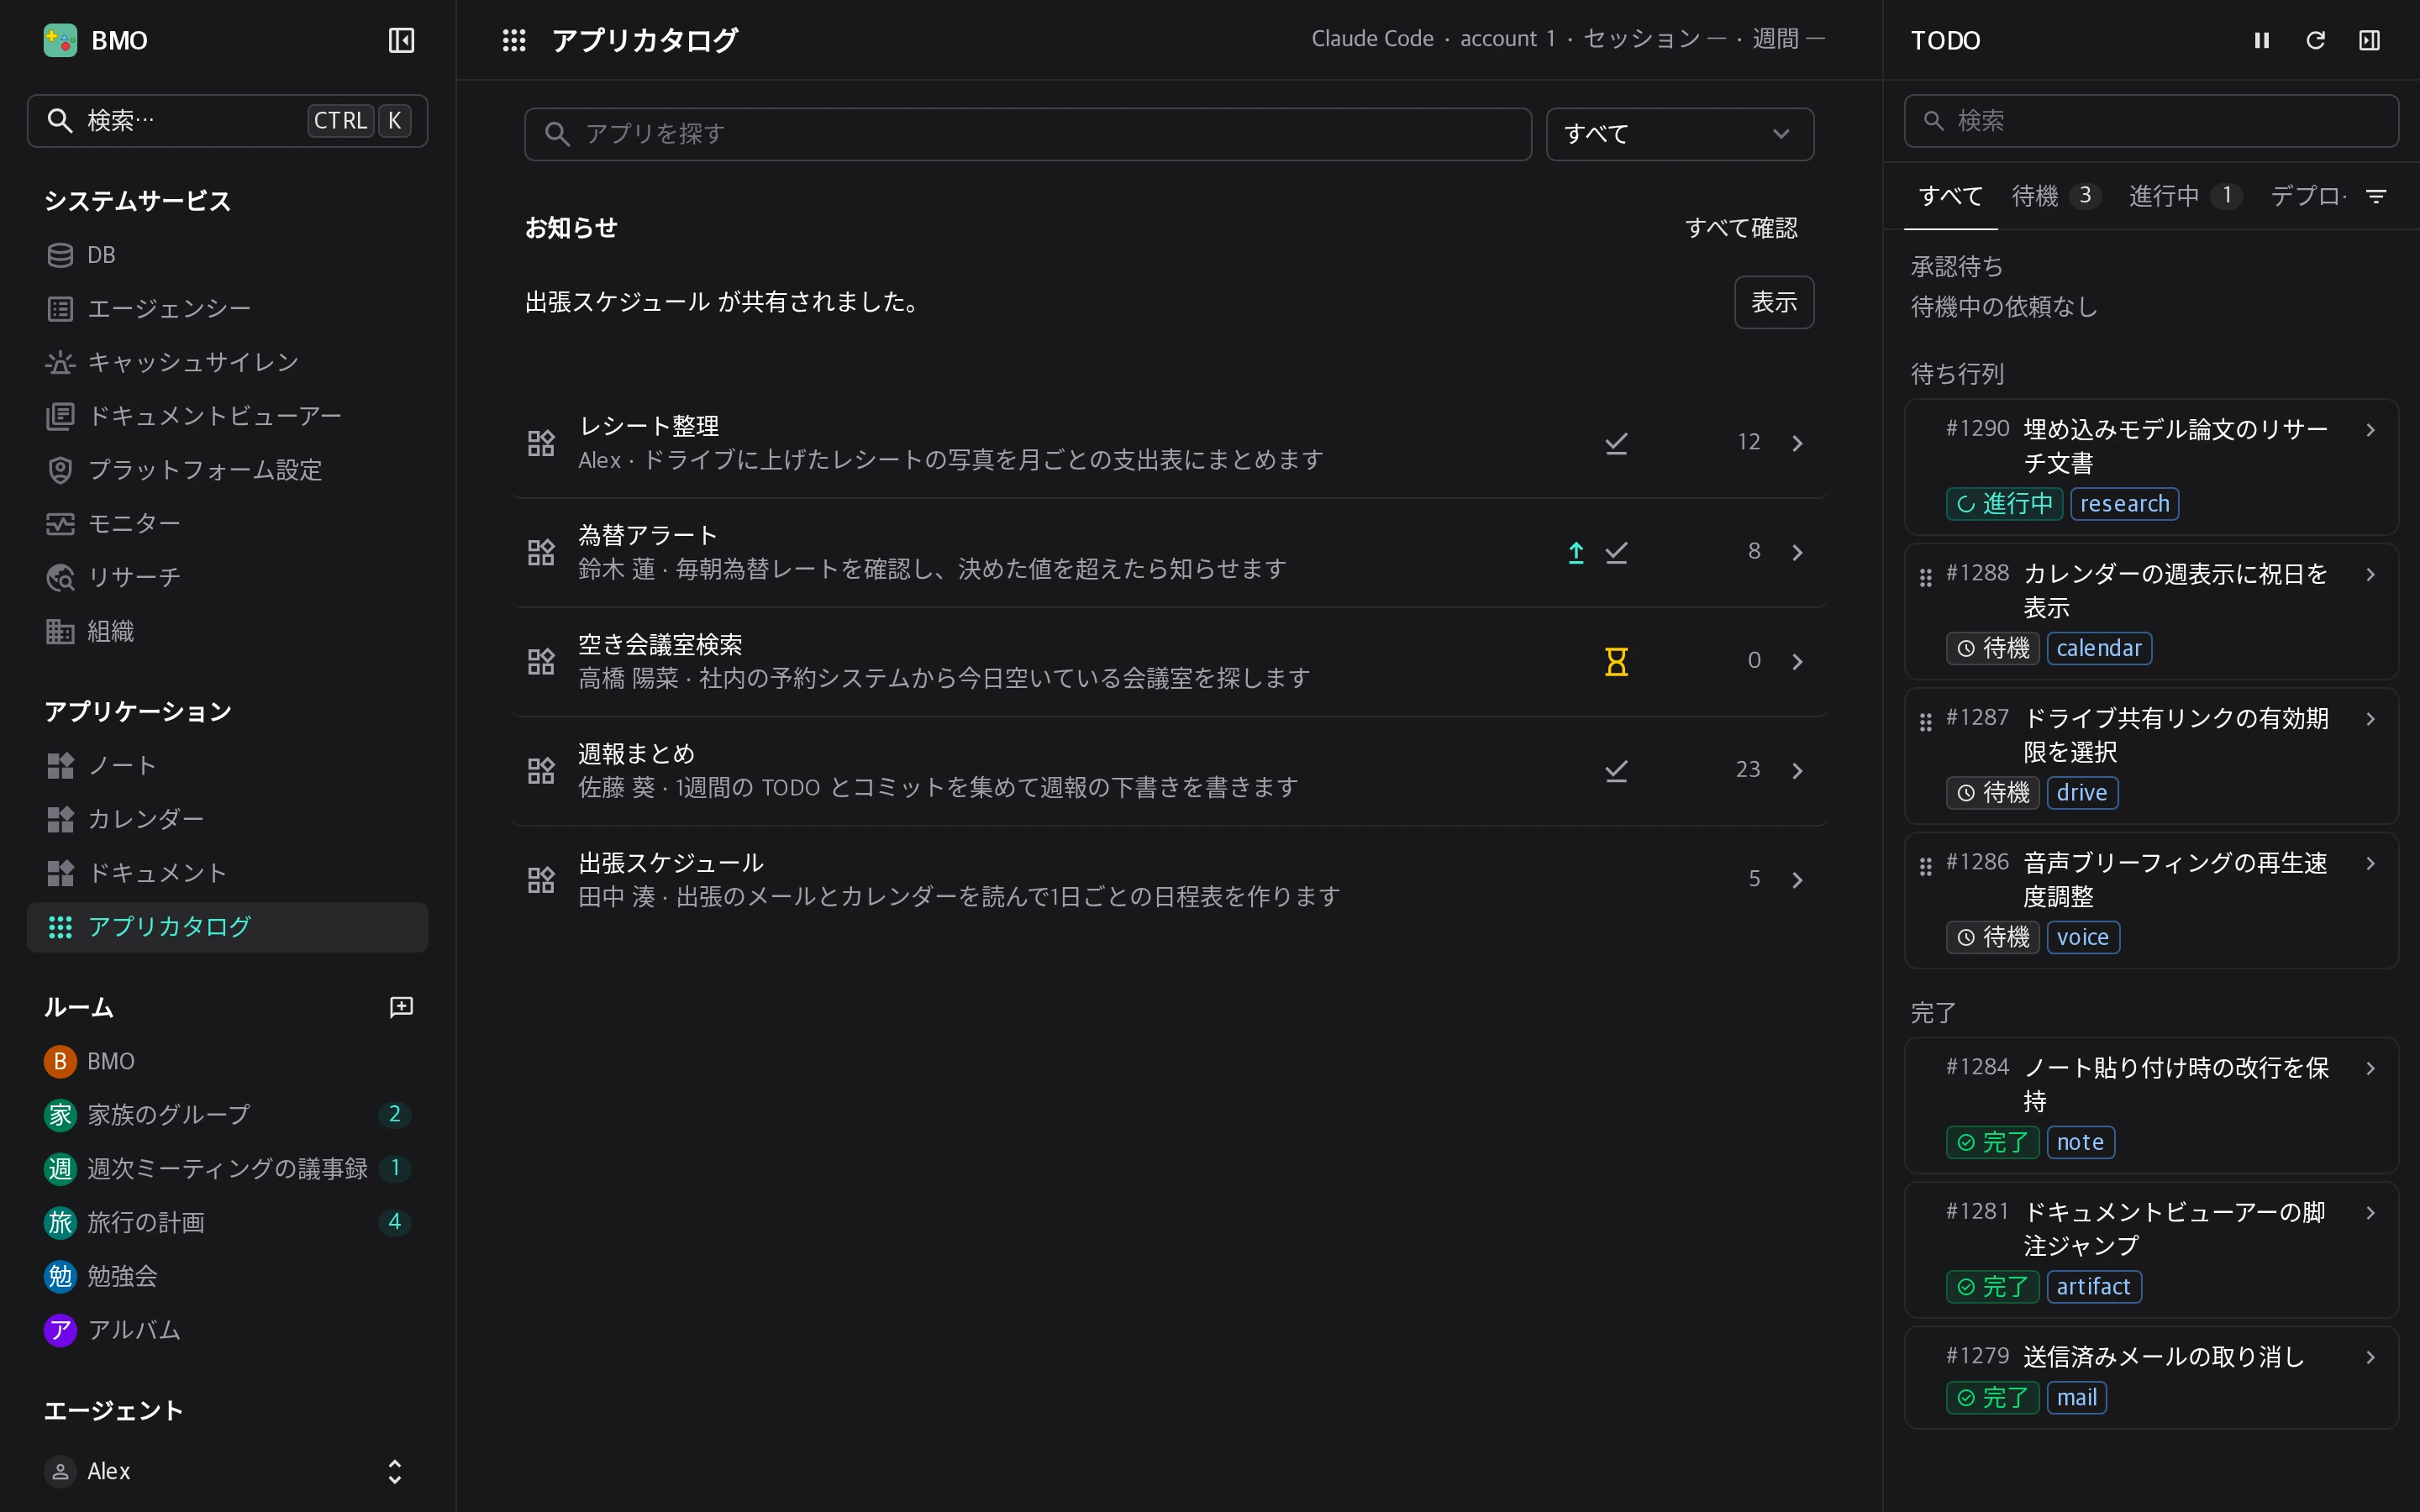 BMO
検索…
CTRL K
システムサービス
DB
エージェンシー
キャッシュサイレン
ドキュメントビューアー
プラットフォーム設定
モニター
リサーチ
組織
アプリケーション
ノート
カレンダー
ドキュメント
アプリカタログ
ルーム
B BMO
家 家族のグループ 2
週 週次ミーティングの議事録 1
旅 旅行の計画 4
勉 勉強会
ア アルバム
エージェント
Alex
アプリカタログ
Claude Code · account 1 · セッション — · 週間 —
アプリを探す
すべて
お知らせ
すべて確認
出張スケジュール が共有されました。
表示
レシート整理
Alex · ドライブに上げたレシートの写真を月ごとの支出表にまとめます
12
為替アラート
鈴木 蓮 · 毎朝為替レートを確認し、決めた値を超えたら知らせます
8
空き会議室検索
高橋 陽菜 · 社内の予約システムから今日空いている会議室を探します
0
週報まとめ
佐藤 葵 · 1週間の TODO とコミットを集めて週報の下書きを書きます
23
出張スケジュール
田中 湊 · 出張のメールとカレンダーを読んで1日ごとの日程表を作ります
5
TODO
検索
すべて 待機 3 進行中 1 デプロ
承認待ち
待機中の依頼なし
待ち行列
#1290 埋め込みモデル論文のリサー
チ文書
進行中 research
#1288 カレンダーの週表示に祝日を
表示
待機 calendar
#1287 ドライブ共有リンクの有効期
限を選択
待機 drive
#1286 音声ブリーフィングの再生速
度調整
待機 voice
完了
#1284 ノート貼り付け時の改行を保
持
完了 note
#1281 ドキュメントビューアーの脚
注ジャンプ
完了 artifact
#1279 送信済みメールの取り消し
完了 mail